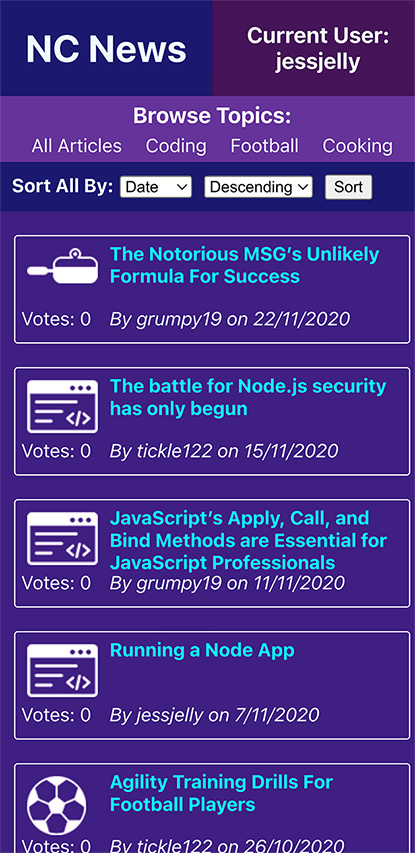 NC News
Current User:
jessjelly
Browse Topics:
All Articles Coding Football Cooking
Sort All By: Date Descending Sort
The Notorious MSG’s Unlikely
Formula For Success
Votes: 0 By grumpy19 on 22/11/2020
The battle for Node.js security
has only begun
Votes: 0 By tickle122 on 15/11/2020
JavaScript’s Apply, Call, and
Bind Methods are Essential for
JavaScript Professionals
Votes: 0 By grumpy19 on 11/11/2020
Running a Node App
Votes: 0 By jessjelly on 7/11/2020
Agility Training Drills For
Football Players
Votes: 0 By tickle122 on 26/10/2020